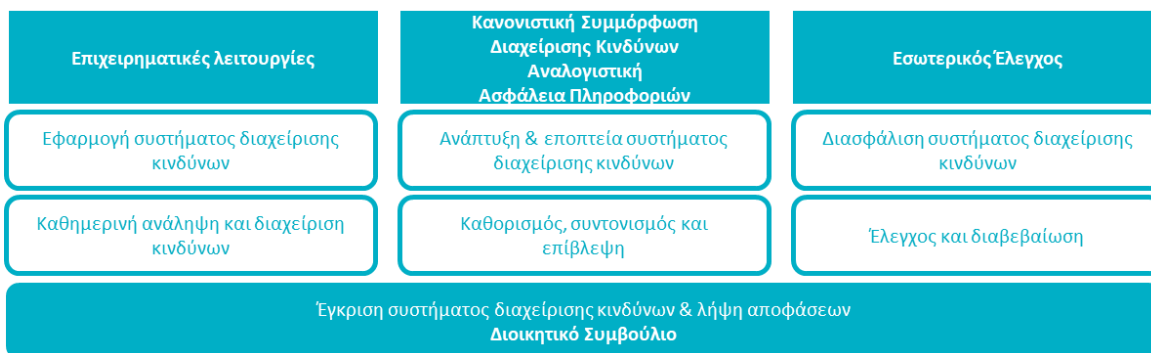 Επιχειρηματικές λειτουργίες
Κανονιστική Συμμόρφωση
Διαχείρισης Κινδύνων
Αναλογιστική
Ασφάλεια Πληροφοριών
Εσωτερικός Έλεγχος
Εφαρμογή συστήματος διαχείρισης
κινδύνων
Ανάπτυξη & εποπτεία συστήματος
διαχείρισης κινδύνων
Διασφάλιση συστήματος διαχείρισης
κινδύνων
Καθημερινή ανάληψη και διαχείριση
κινδύνων
Καθορισμός, συντονισμός και
επίβλεψη
Έλεγχος και διαβεβαίωση
Έγκριση συστήματος διαχείρισης κινδύνων & λήψη αποφάσεων
Διοικητικό Συμβούλιο